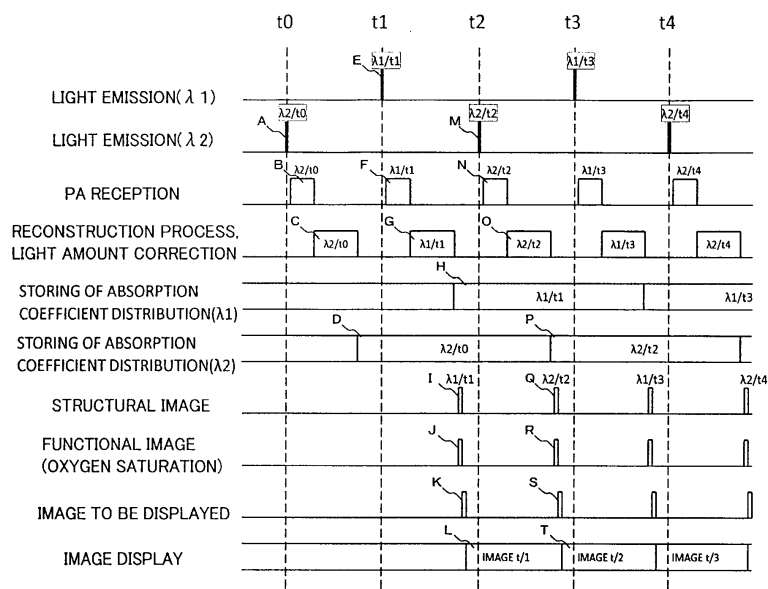 t0 t1 t2 t3 t4
E λ1/t1 λ1/t3
LIGHT EMISSION(λ 1)
A λ2/t0 M λ2/t2 λ2/t4
LIGHT EMISSION(λ 2)
B λ2/t0 F λ1/t1 N λ2/t2 λ1/t3 λ2/t4
PA RECEPTION
RECONSTRUCTION PROCESS,
LIGHT AMOUNT CORRECTION
C λ2/t0 G λ1/t1 O λ2/t2 λ1/t3 λ2/t4
H
STORING OF ABSORPTION
COEFFICIENT DISTRIBUTION(λ1)
λ1/t1 λ1/t3
D P
STORING OF ABSORPTION
COEFFICIENT DISTRIBUTION(λ2)
λ2/t0 λ2/t2
I λ1/t1 Q λ2/t2 λ1/t3 λ2/t4
STRUCTURAL IMAGE
J R
FUNCTIONAL IMAGE
(OXYGEN SATURATION)
K S
IMAGE TO BE DISPLAYED
L T
IMAGE DISPLAY
IMAGE t/1 IMAGE t/2 IMAGE t/3